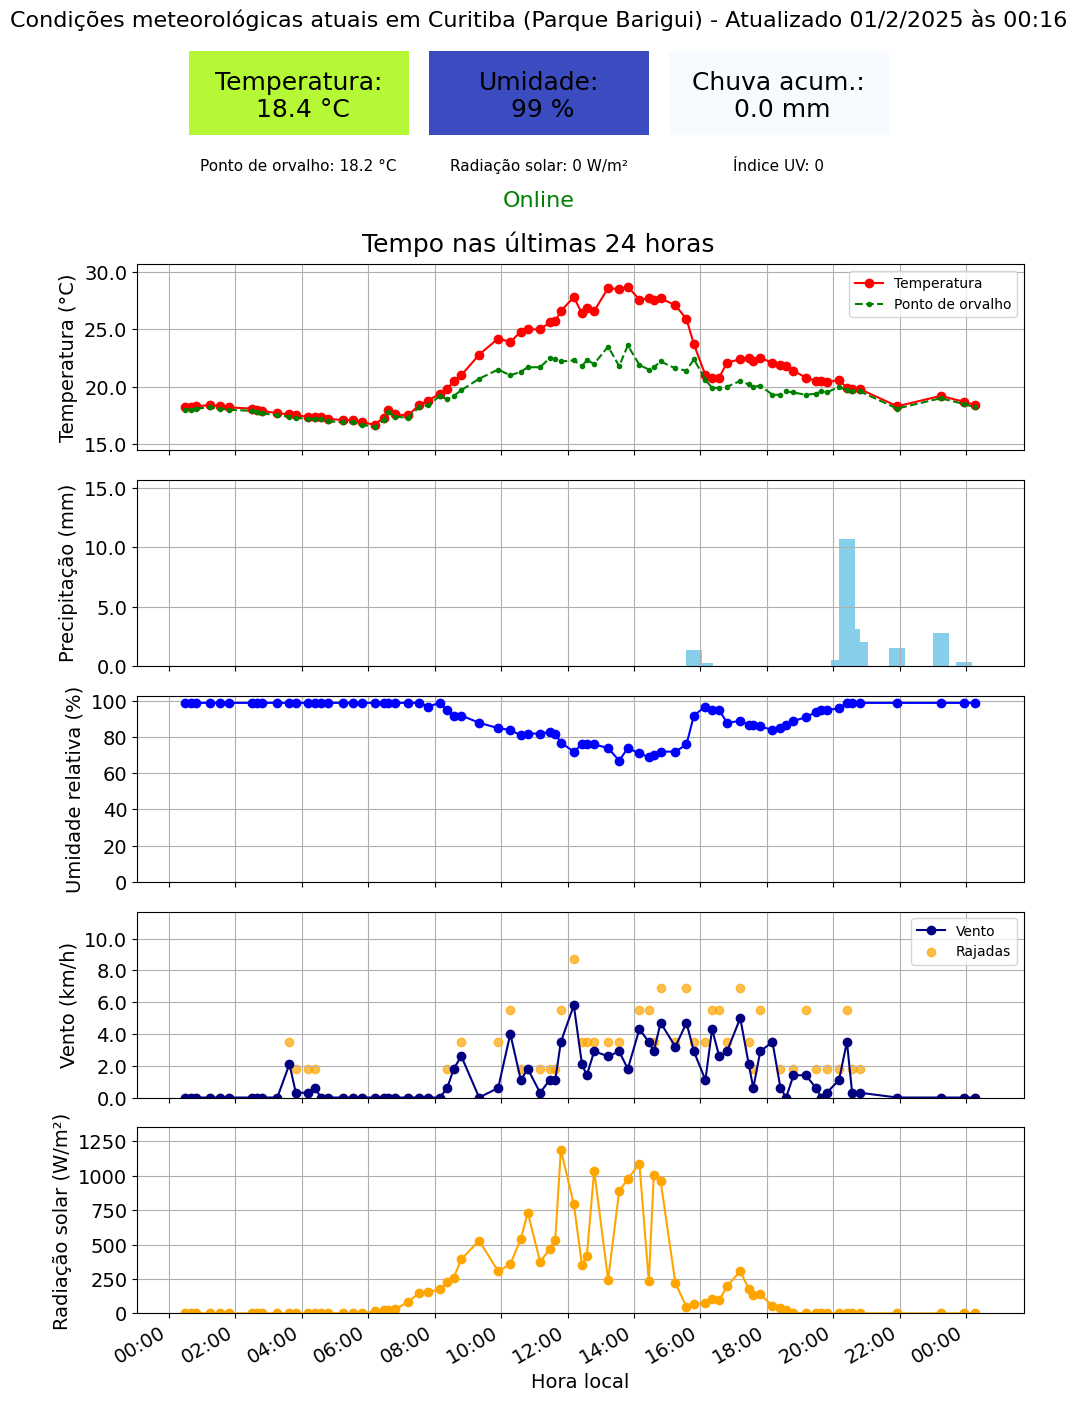 Condições meteorológicas atuais em Curitiba (Parque Barigui) - Atualizado 01/2/2025 às 00:16
Temperatura:
18.4 °C
Umidade:
99 %
Chuva acum.:
0.0 mm
Ponto de orvalho: 18.2 °C
Radiação solar: 0 W/m²
Índice UV: 0
Online
Tempo nas últimas 24 horas
Temperatura (°C)
30.0
25.0
20.0
15.0
Temperatura
Ponto de orvalho
Precipitação (mm)
15.0
10.0
5.0
0.0
Umidade relativa (%)
100
80
60
40
20
0
Vento (km/h)
10.0
8.0
6.0
4.0
2.0
0.0
Vento
Rajadas
Radiação solar (W/m²)
1250
1000
750
500
250
0
00:00
02:00
04:00
06:00
08:00
10:00
12:00
14:00
16:00
18:00
20:00
22:00
00:00
Hora local